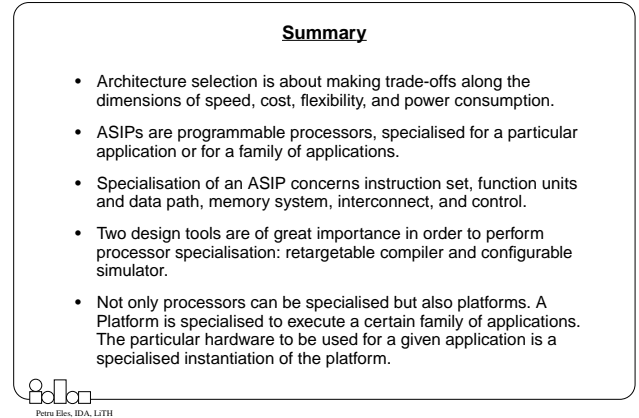 Summary
• Architecture selection is about making trade-offs along the
dimensions of speed, cost, flexibility, and power consumption.
• ASIPs are programmable processors, specialised for a particular
application or for a family of applications.
• Specialisation of an ASIP concerns instruction set, function units
and data path, memory system, interconnect, and control.
• Two design tools are of great importance in order to perform
processor specialisation: retargetable compiler and configurable
simulator.
• Not only processors can be specialised but also platforms. A
Platform is specialised to execute a certain family of applications.
The particular hardware to be used for a given application is a
specialised instantiation of the platform.
Petru Eles, IDA, LiTH